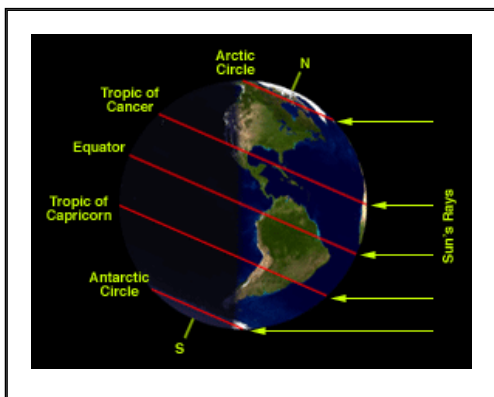 Arctic
Circle
N
Tropic of
Cancer
Equator
Tropic of
Capricorn
Antarctic
Circle
S
Sun's Rays